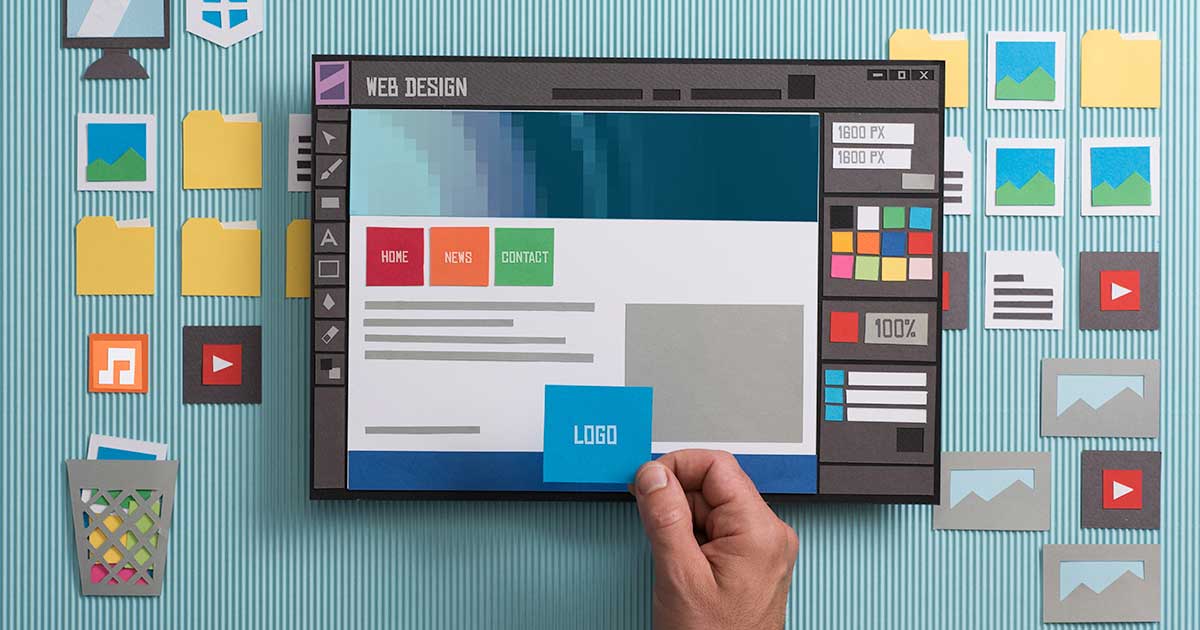 WEB DESIGN
1600 PX
1600 PX
HOME
NEWS
CONTACT
100%
LOGO